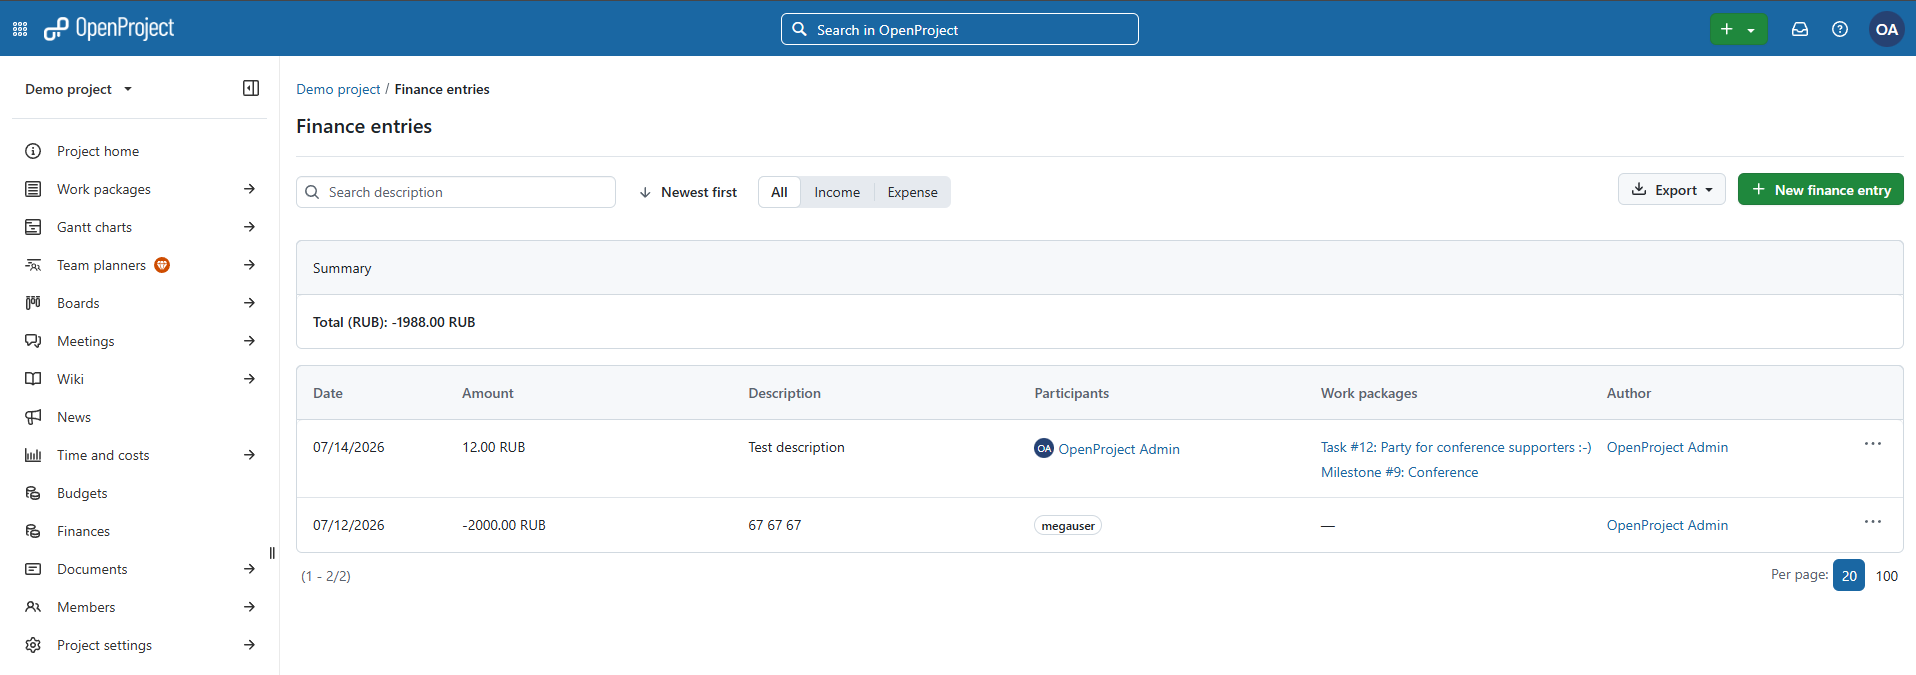 OpenProject
Search in OpenProject
OA
Demo project
Demo project / Finance entries
Finance entries
Project home
Work packages
Gantt charts
Team planners
Boards
Meetings
Wiki
News
Time and costs
Budgets
Finances
Documents
Members
Project settings
Search description
Newest first
All Income Expense
Export
New finance entry
Summary
Total (RUB): -1988.00 RUB
Date Amount Description Participants Work packages Author
07/14/2026 12.00 RUB Test description OA OpenProject Admin Task #12: Party for conference supporters :-) OpenProject Admin
Milestone #9: Conference
07/12/2026 -2000.00 RUB 67 67 67 megauser — OpenProject Admin
(1 - 2/2)
Per page: 20 100